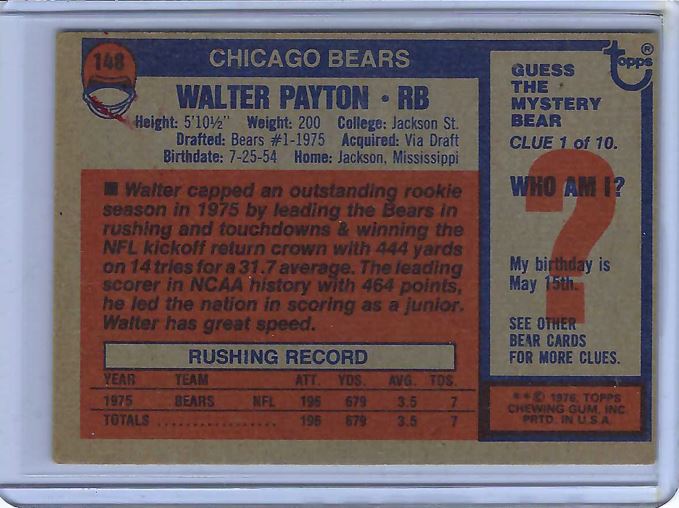 148
CHICAGO BEARS
WALTER PAYTON • RB
Height: 5'10½" Weight: 200 College: Jackson St.
Drafted: Bears #1-1975 Acquired: Via Draft
Birthdate: 7-25-54 Home: Jackson, Mississippi
■ Walter capped an outstanding rookie
season in 1975 by leading the Bears in
rushing and touchdowns & winning the
NFL kickoff return crown with 444 yards
on 14 tries for a 31.7 average. The leading
scorer in NCAA history with 464 points,
he led the nation in scoring as a junior.
Walter has great speed.
RUSHING RECORD
YEAR TEAM ATT. YDS. AVG. TDS.
1975 BEARS NFL 196 679 3.5 7
TOTALS .................. 196 679 3.5 7
topps ®
GUESS
THE
MYSTERY
BEAR
CLUE 1 of 10.
WHO AM I?
?
My birthday is
May 15th.
SEE OTHER
BEAR CARDS
FOR MORE CLUES.
**© 1976, TOPPS
CHEWING GUM, INC.
PRTD. IN U.S.A.